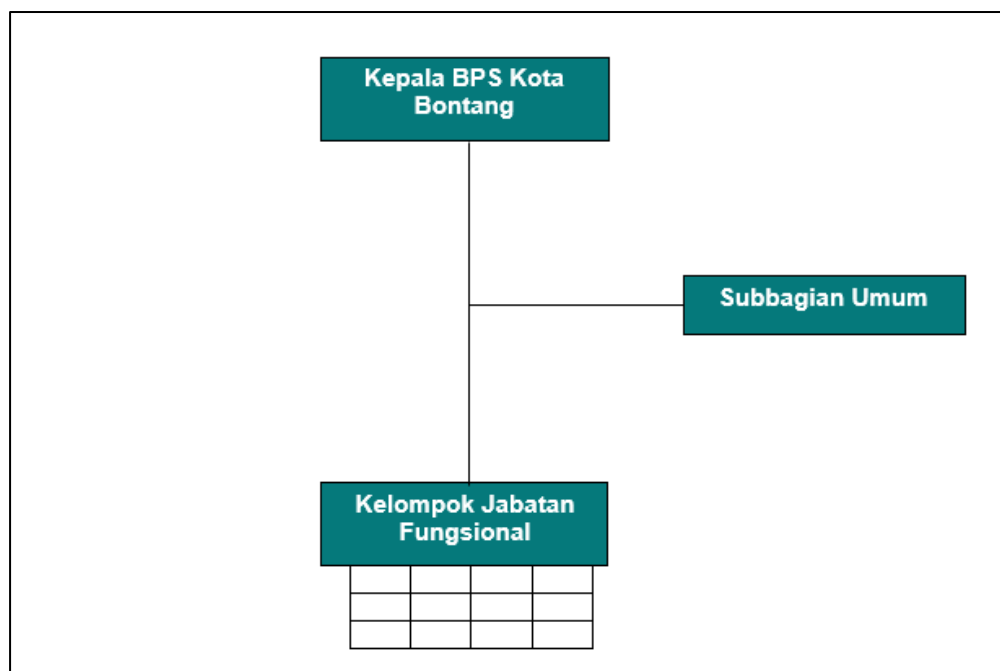 Kepala BPS Kota
Bontang
Subbagian Umum
Kelompok Jabatan
Fungsional